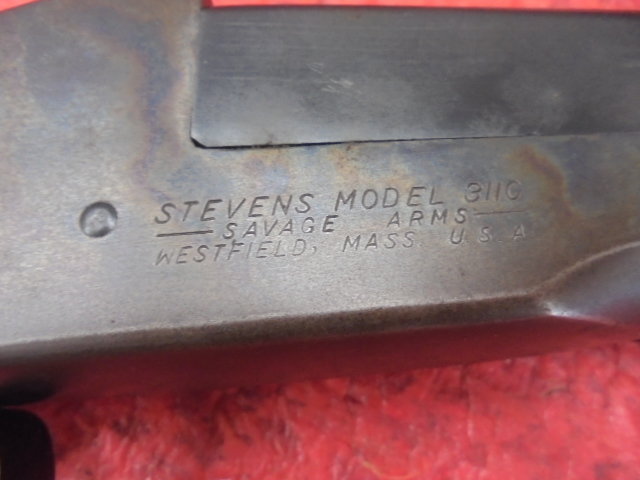 STEVENS MODEL 311C
SAVAGE ARMS
WESTFIELD, MASS. U.S.A